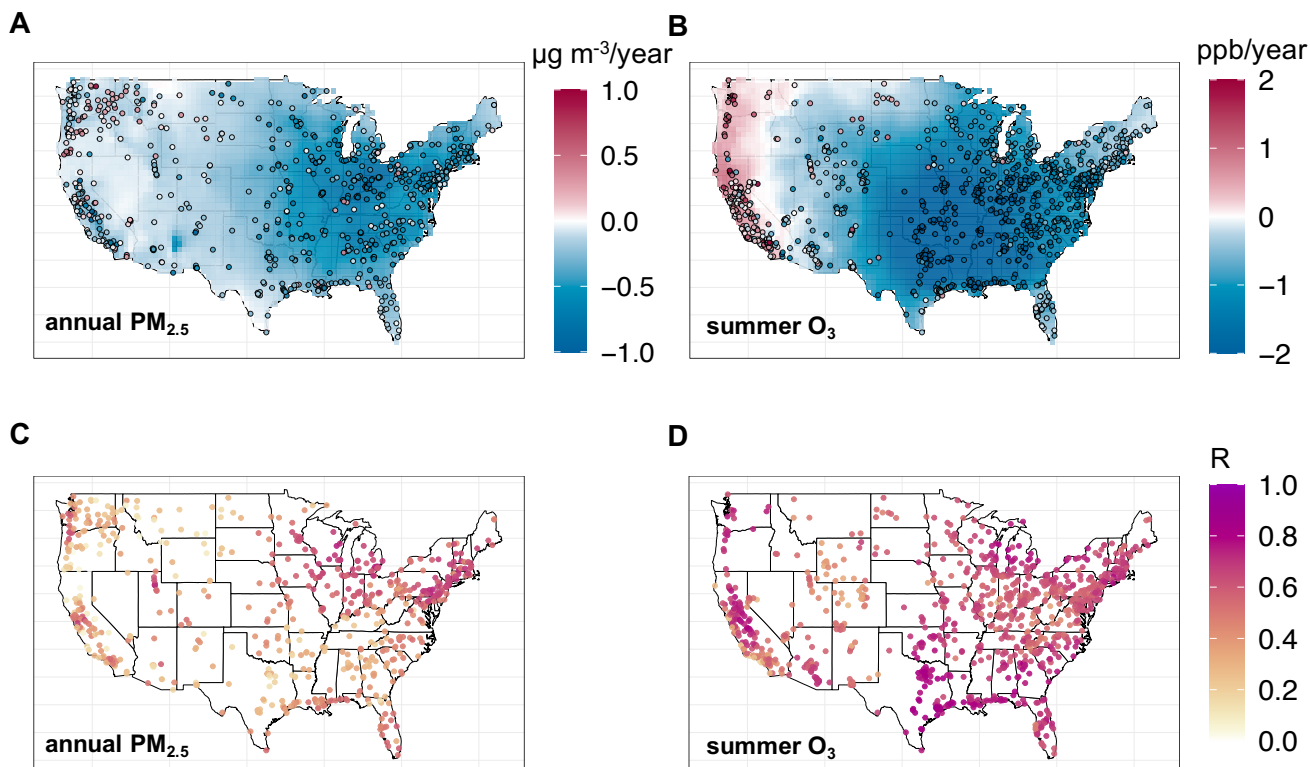 A
B
µg m⁻³/year
ppb/year
1.0
0.5
0.0
−0.5
−1.0
2
1
0
−1
−2
annual PM₂.₅
summer O₃
C
D
R
1.0
0.8
0.6
0.4
0.2
0.0
annual PM₂.₅
summer O₃